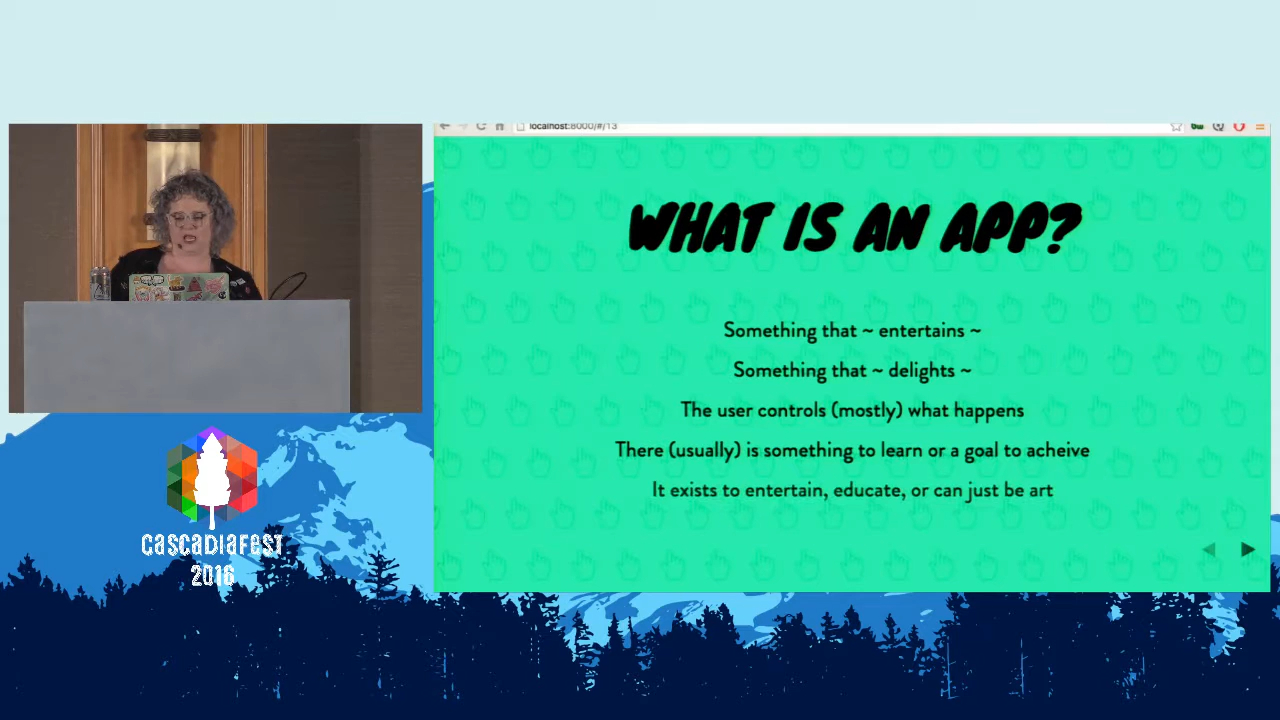 localhost:8000/#/13
WHAT IS AN APP?
Something that ~ entertains ~
Something that ~ delights ~
The user controls (mostly) what happens
There (usually) is something to learn or a goal to acheive
It exists to entertain, educate, or can just be art
CASCADIAFEST
2016